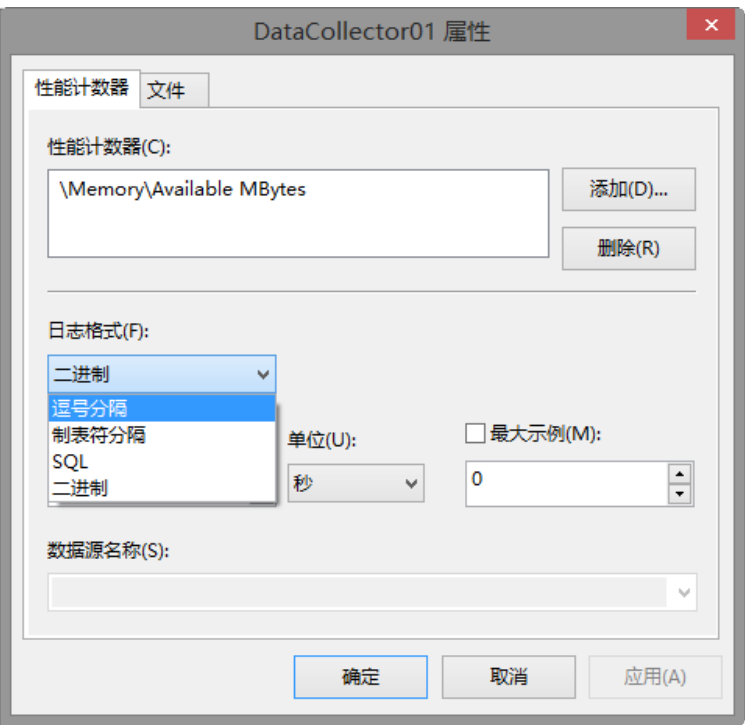 DataCollector01 属性
性能计数器
文件
性能计数器(C):
\Memory\Available MBytes
添加(D)...
删除(R)
日志格式(F):
二进制
逗号分隔
制表符分隔
SQL
二进制
单位(U):
秒
最大示例(M):
0
数据源名称(S):
确定
取消
应用(A)